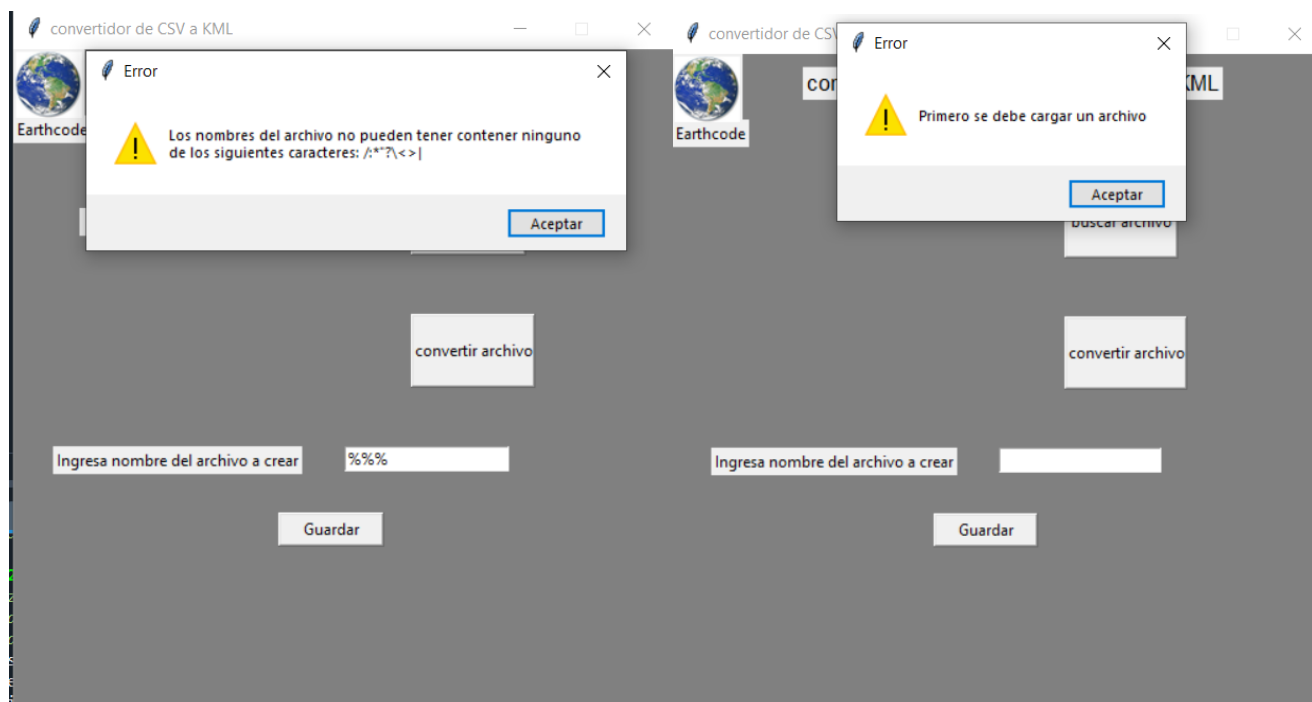 convertidor de CSV a KML
Error
Los nombres del archivo no pueden tener contener ninguno
de los siguientes caracteres: /:*"?\<>|
Aceptar
Earthcode
convertir archivo
Ingresa nombre del archivo a crear
%%%
Guardar
convertidor de CSV
Error
Primero se debe cargar un archivo
Aceptar
Earthcode
con
KML
buscar archivo
convertir archivo
Ingresa nombre del archivo a crear
Guardar